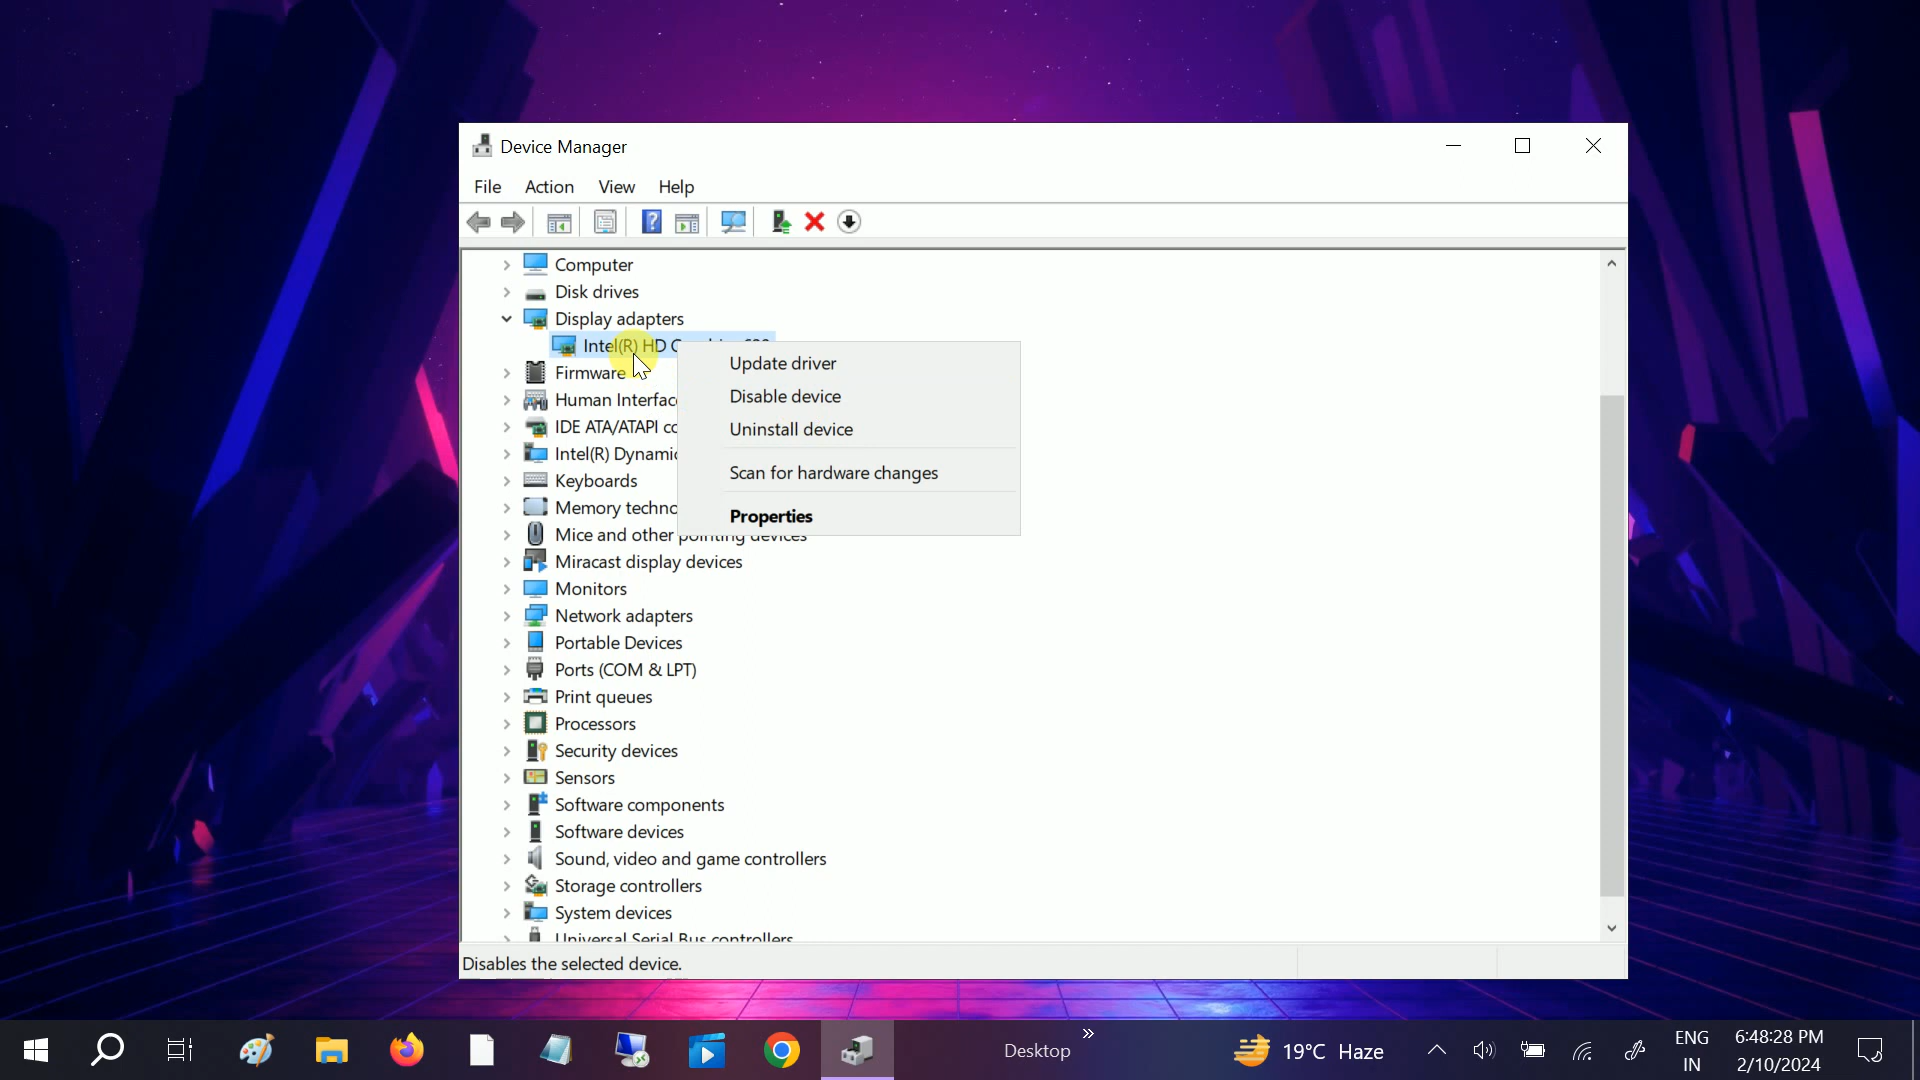 Device Manager
File Action View Help
Computer
Disk drives
Display adapters
Intel(R) HD
Update driver
Firmware
Disable device
Human
Uninstall device
IDE ATA/ATAPI
Intel(R)
Scan for hardware changes
Keyboards
Memory
Properties
Mice and other pointing devices
Miracast display devices
Monitors
Network adapters
Portable Devices
Ports (COM & LPT)
Print queues
Processors
Security devices
Sensors
Software components
Software devices
Sound, video and game controllers
Storage controllers
System devices
Universal Serial Bus controllers
Disables the selected device.
Desktop
19°C Haze
ENG
IN
6:48:28 PM
2/10/2024